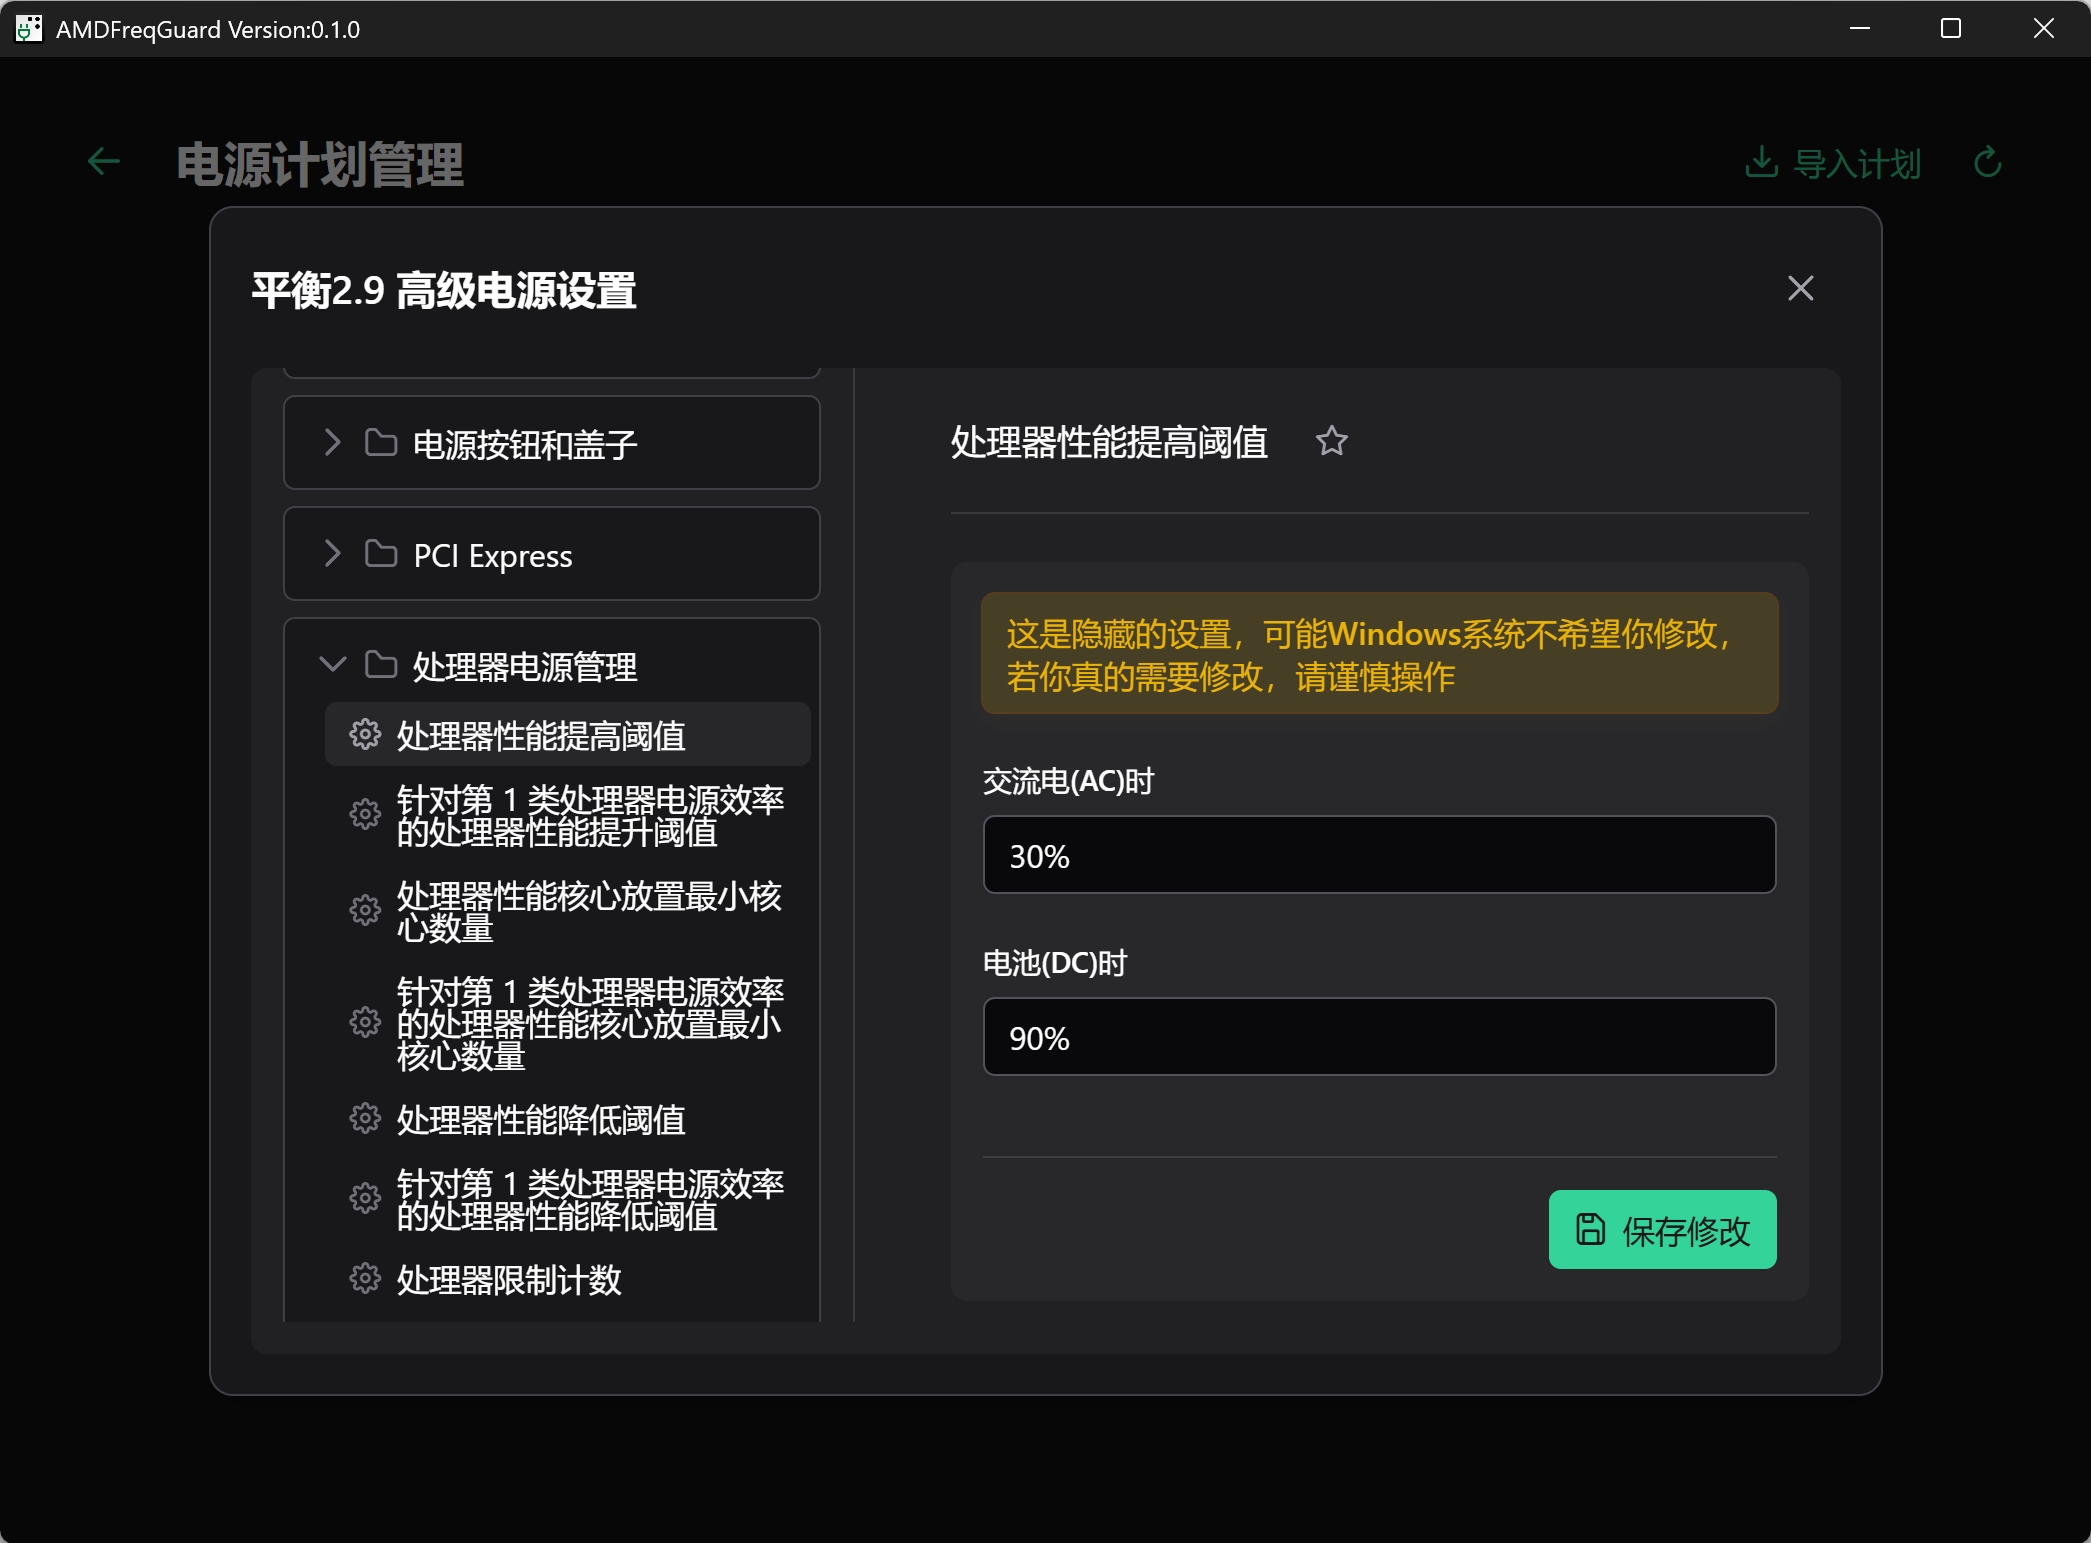 AMDFreqGuard Version:0.1.0
电源计划管理
导入计划
平衡2.9 高级电源设置
电源按钮和盖子
PCI Express
处理器电源管理
处理器性能提高阈值
针对第 1 类处理器电源效率
的处理器性能提升阈值
处理器性能核心放置最小核
心数量
针对第 1 类处理器电源效率
的处理器性能核心放置最小
核心数量
处理器性能降低阈值
针对第 1 类处理器电源效率
的处理器性能降低阈值
处理器限制计数
处理器性能提高阈值
这是隐藏的设置，可能Windows系统不希望你修改，
若你真的需要修改，请谨慎操作
交流电(AC)时
30%
电池(DC)时
90%
保存修改